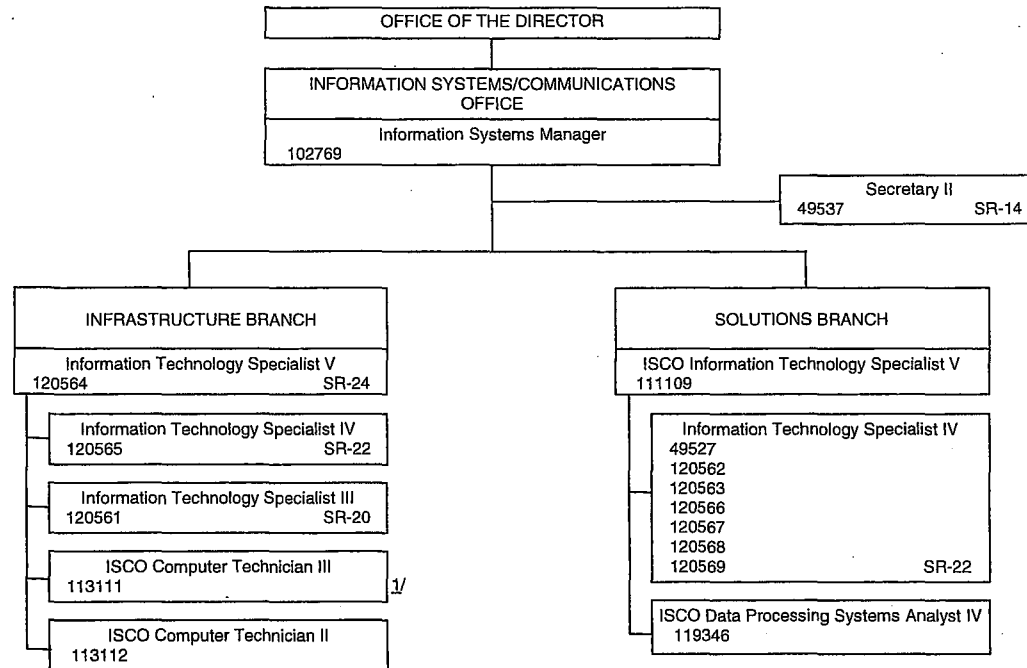 OFFICE OF THE DIRECTOR
INFORMATION SYSTEMS/COMMUNICATIONS
OFFICE
Information Systems Manager
102769
Secretary II
49537 SR-14
INFRASTRUCTURE BRANCH
Information Technology Specialist V
120564 SR-24
Information Technology Specialist IV
120565 SR-22
Information Technology Specialist III
120561 SR-20
ISCO Computer Technician III
113111 1/
ISCO Computer Technician II
113112
SOLUTIONS BRANCH
ISCO Information Technology Specialist V
111109
Information Technology Specialist IV
49527
120562
120563
120566
120567
120568
120569 SR-22
ISCO Data Processing Systems Analyst IV
119346